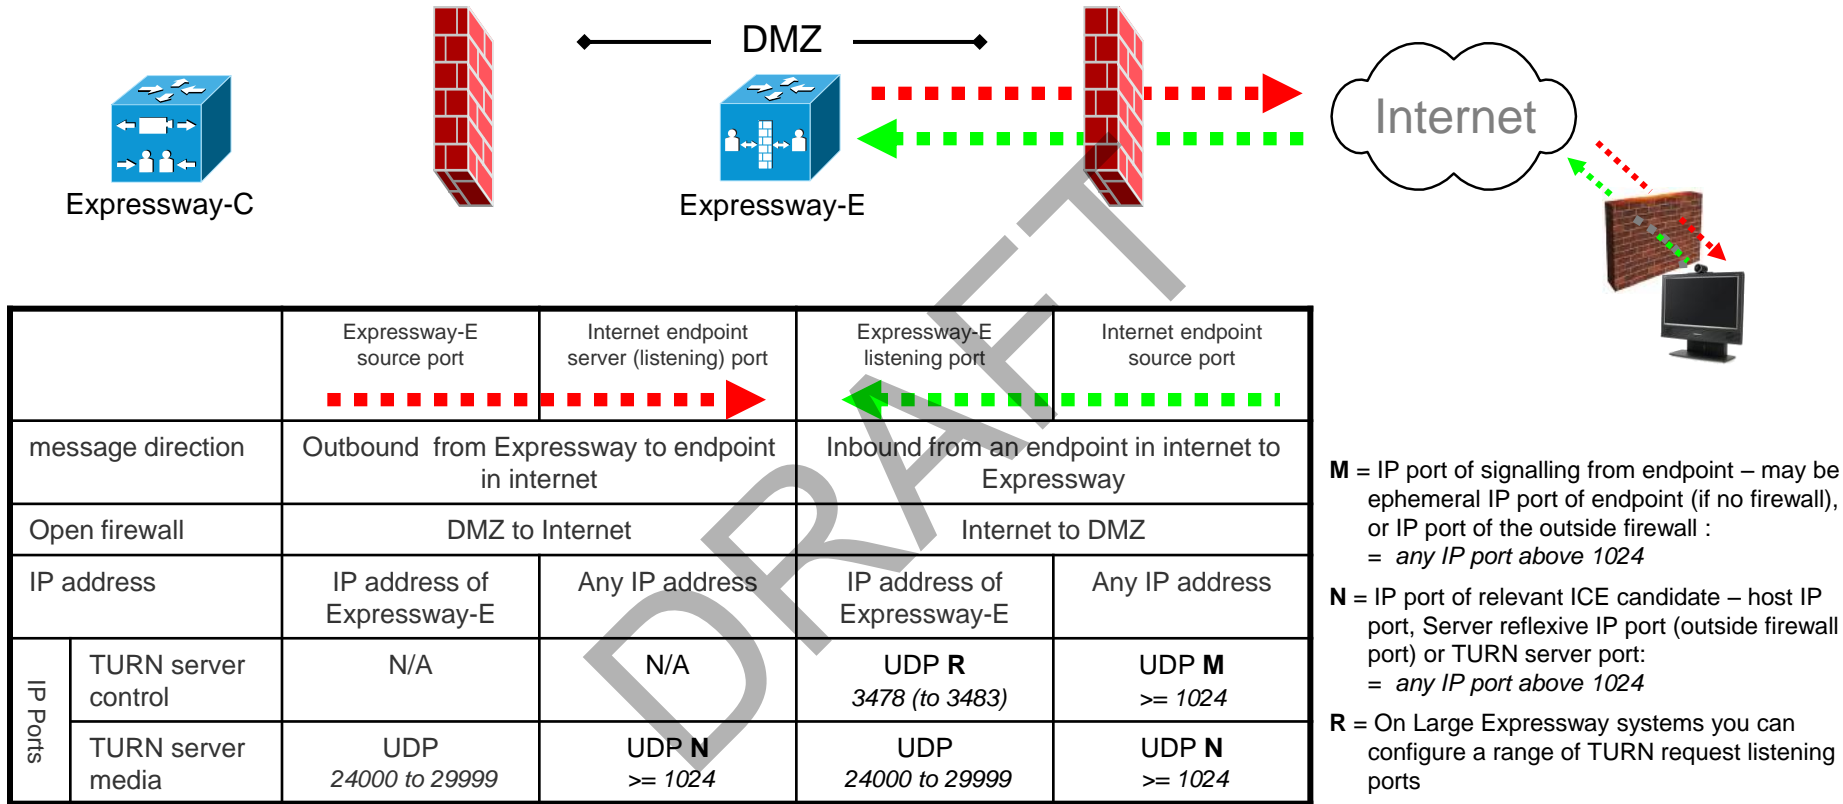 DMZ
Internet
Expressway-C
Expressway-E
Expressway-E
source port
Internet endpoint
server (listening) port
Expressway-E
listening port
Internet endpoint
source port
message direction
Outbound from Expressway to endpoint
in internet
Inbound from an endpoint in internet to
Expressway
Open firewall
DMZ to Internet
Internet to DMZ
IP address
IP address of
Expressway-E
Any IP address
IP address of
Expressway-E
Any IP address
IP Ports
TURN server
control
N/A
N/A
UDP R
3478 (to 3483)
UDP M
>= 1024
TURN server
media
UDP
24000 to 29999
UDP N
>= 1024
UDP
24000 to 29999
UDP N
>= 1024
M = IP port of signalling from endpoint – may be
ephemeral IP port of endpoint (if no firewall),
or IP port of the outside firewall :
= any IP port above 1024
N = IP port of relevant ICE candidate – host IP
port, Server reflexive IP port (outside firewall
port) or TURN server port:
= any IP port above 1024
R = On Large Expressway systems you can
configure a range of TURN request listening
ports
DRAFT